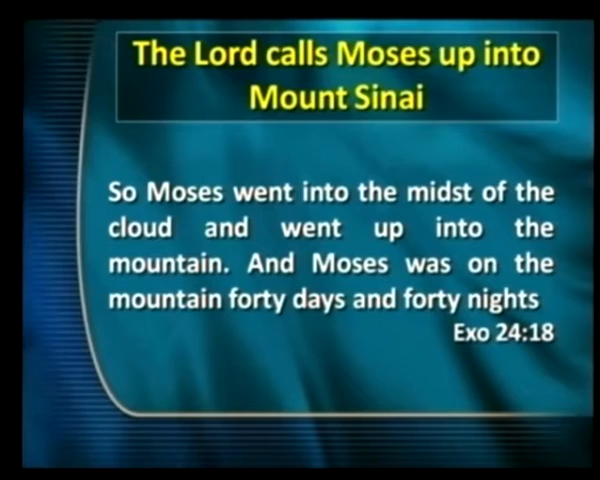 The Lord calls Moses up into
Mount Sinai
So Moses went into the midst of the
cloud and went up into the
mountain. And Moses was on the
mountain forty days and forty nights
Exo 24:18